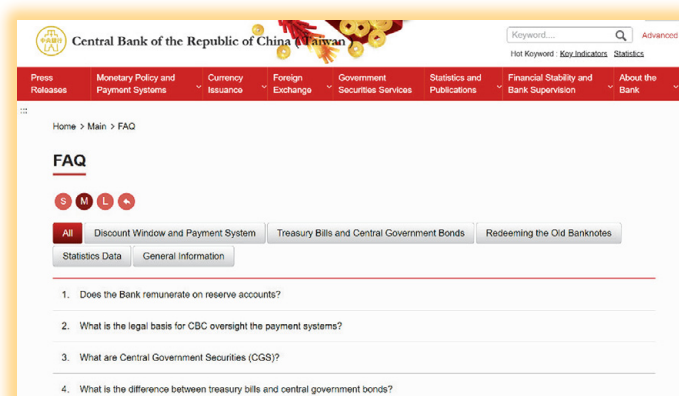 中央銀行
Central Bank of the Republic of China (Taiwan)
Keyword...
Advanced
Hot Keyword : Key Indicators Statistics
Press Releases
Monetary Policy and Payment Systems
Currency Issuance
Foreign Exchange
Government Securities Services
Statistics and Publications
Financial Stability and Bank Supervision
About the Bank
:::
Home > Main > FAQ
FAQ
S M L
All Discount Window and Payment System Treasury Bills and Central Government Bonds Redeeming the Old Banknotes
Statistics Data General Information
1. Does the Bank remunerate on reserve accounts?
2. What is the legal basis for CBC oversight the payment systems?
3. What are Central Government Securities (CGS)?
4. What is the difference between treasury bills and central government bonds?